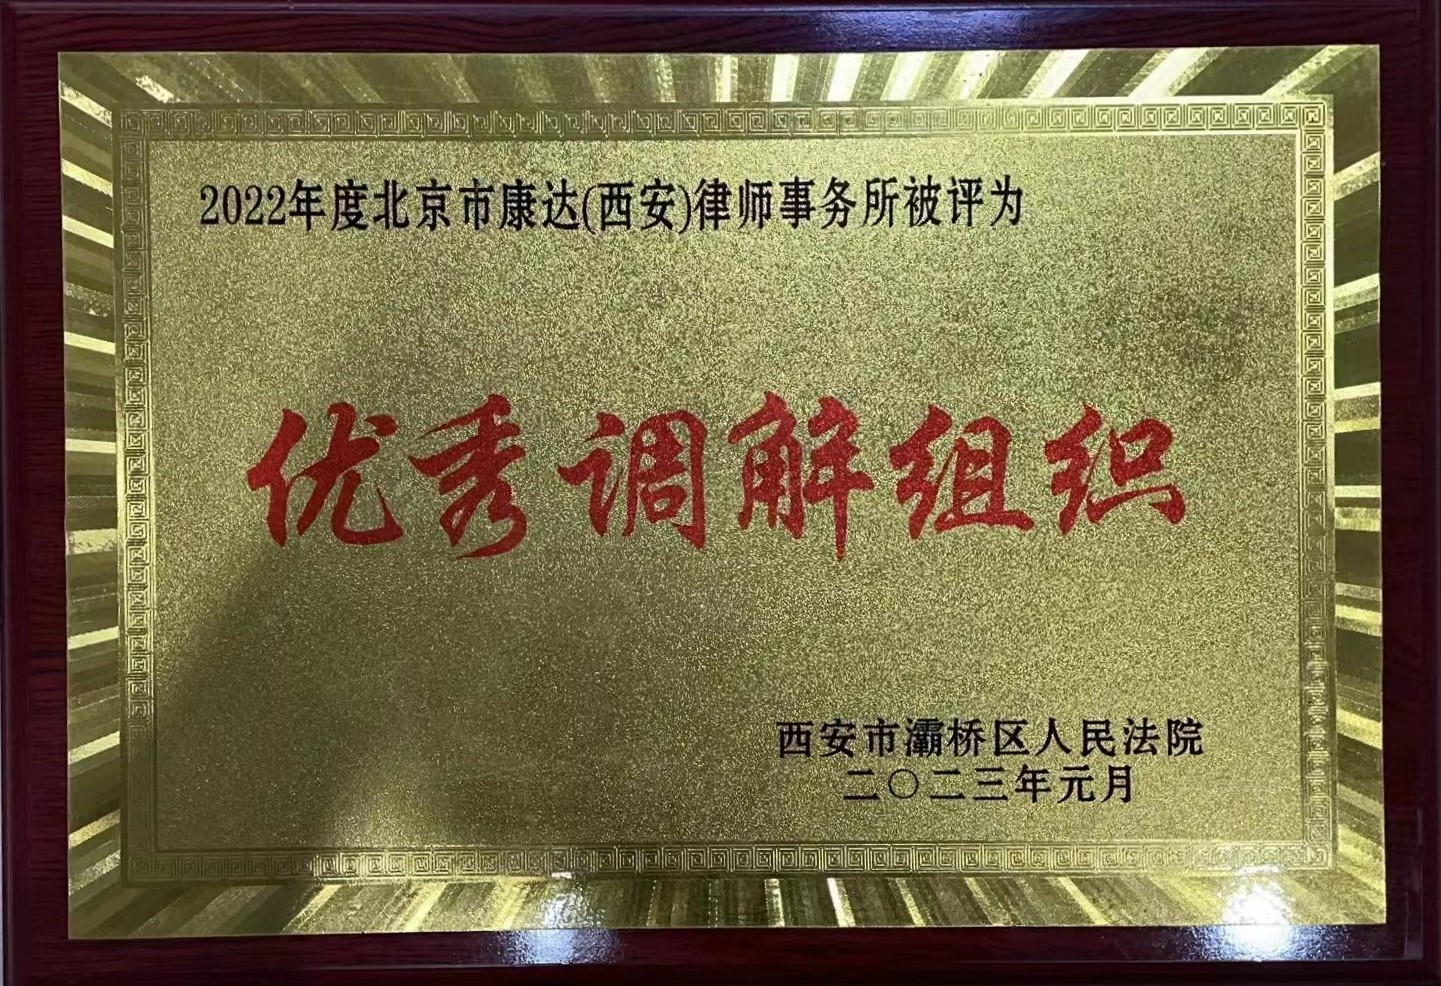 2022年度北京市康达(西安)律师事务所被评为
优秀调解组织
西安市灞桥区人民法院
二〇二三年元月